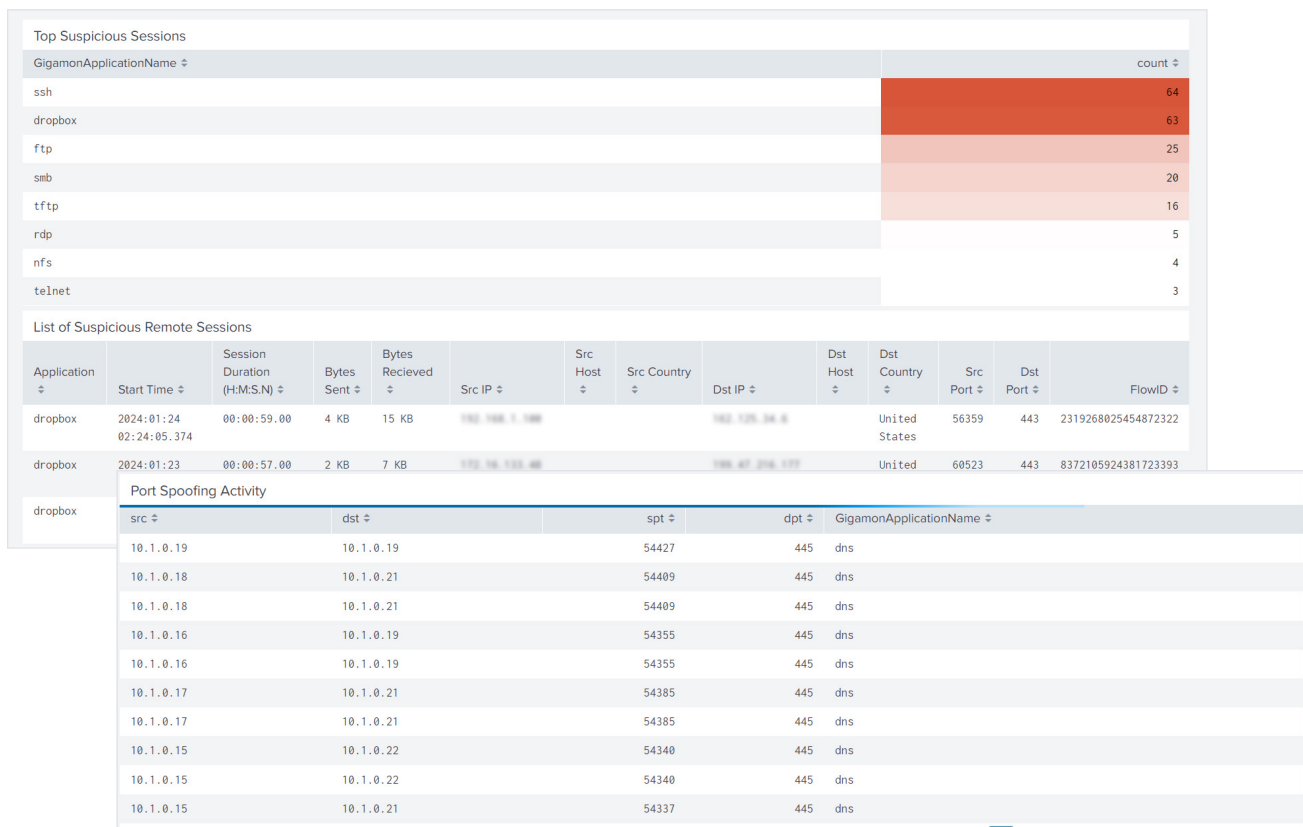 Top Suspicious Sessions
GigamonApplicationName count
ssh 64
dropbox 63
ftp 25
smb 20
tftp 16
rdp 5
nfs 4
telnet 3
List of Suspicious Remote Sessions
Session Bytes Src Dst Dst
Application Duration Bytes Recieved Host Src Country Host Country Src Dst
Start Time (H:M:S.N) Sent Src IP Dst IP Port Port FlowID
dropbox 2024:01:24 00:00:59.00 4 KB 15 KB United 56359 443 2319268025454872322
02:24:05.374 States
dropbox 2024:01:23 00:00:57.00 2 KB 7 KB United 60523 443 8372105924381723393
dropbox
Port Spoofing Activity
src dst spt dpt GigamonApplicationName
10.1.0.19 10.1.0.19 54427 445 dns
10.1.0.18 10.1.0.21 54409 445 dns
10.1.0.18 10.1.0.21 54409 445 dns
10.1.0.16 10.1.0.19 54355 445 dns
10.1.0.16 10.1.0.19 54355 445 dns
10.1.0.17 10.1.0.21 54385 445 dns
10.1.0.17 10.1.0.21 54385 445 dns
10.1.0.15 10.1.0.22 54340 445 dns
10.1.0.15 10.1.0.22 54340 445 dns
10.1.0.15 10.1.0.21 54337 445 dns